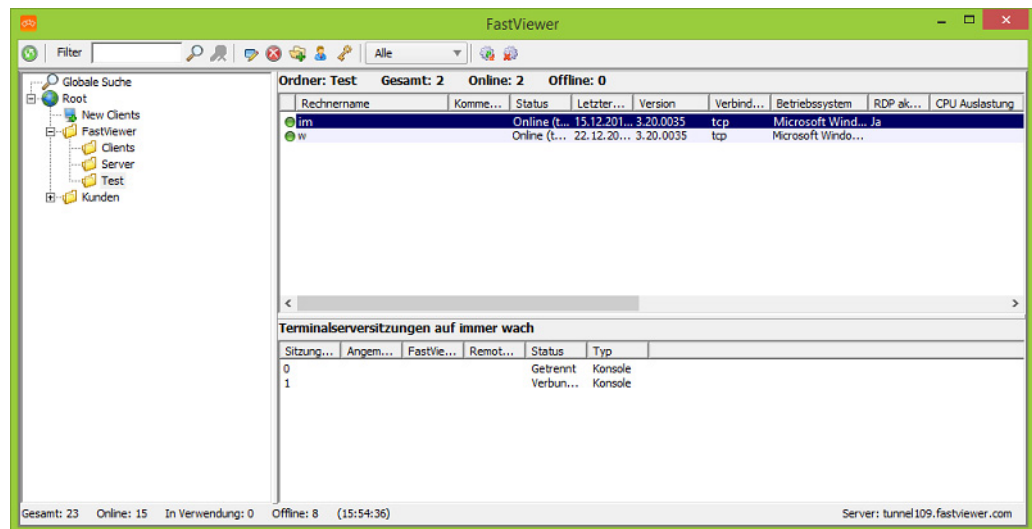 FastViewer
Filter Alle
Globale Suche
Root
New Clients
FastViewer
Clients
Server
Test
Kunden
Ordner: Test Gesamt: 2 Online: 2 Offline: 0
Rechnername Komme... Status Letzter... Version Verbind... Betriebssystem RDP ak... CPU Auslastung
im Online (t... 15.12.201... 3.20.0035 tcp Microsoft Wind... Ja
w Online (t... 22.12.20... 3.20.0035 tcp Microsoft Windo...
Terminalserversitzungen auf immer wach
Sitzung... Angem... FastVie... Remot... Status Typ
0 Getrennt Konsole
1 Verbun... Konsole
Gesamt: 23 Online: 15 In Verwendung: 0 Offline: 8 (15:54:36) Server: tunnel109.fastviewer.com